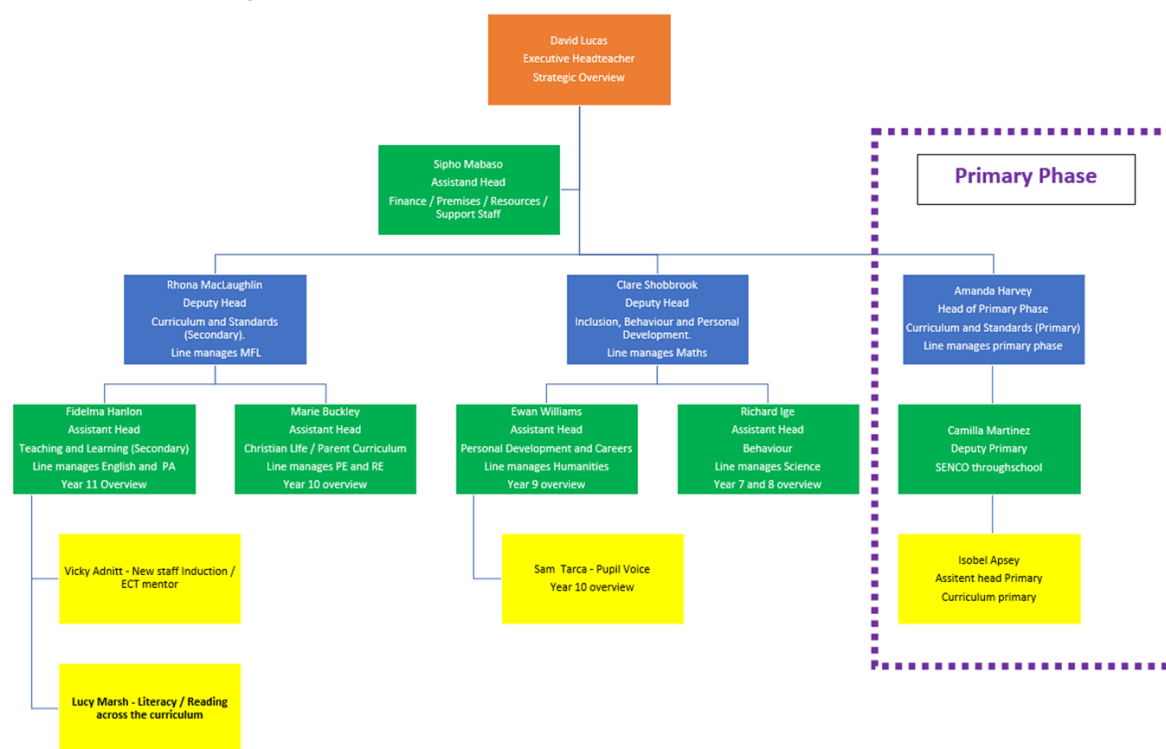 David Lucas
Executive Headteacher
Strategic Overview
Sipho Mabaso
Assistand Head
Finance / Premises / Resources /
Support Staff
Primary Phase
Rhona MacLaughlin
Deputy Head
Curriculum and Standards
(Secondary).
Line manages MFL
Clare Shobbrook
Deputy Head
Inclusion, Behaviour and Personal
Development.
Line manages Maths
Amanda Harvey
Head of Primary Phase
Curriculum and Standards (Primary)
Line manages primary phase
Fidelma Hanlon
Assistant Head
Teaching and Learning (Secondary)
Line manages English and PA
Year 11 Overview
Marie Buckley
Assistant Head
Christian LIfe / Parent Curriculum
Line manages PE and RE
Year 10 overview
Ewan Williams
Assistant Head
Personal Development and Careers
Line manages Humanities
Year 9 overview
Richard Ige
Assistant Head
Behaviour
Line manages Science
Year 7 and 8 overview
Camilla Martinez
Deputy Primary
SENCO throughschool
Vicky Adnitt - New staff Induction /
ECT mentor
Sam Tarca - Pupil Voice
Year 10 overview
Isobel Apsey
Assitent head Primary
Curriculum primary
Lucy Marsh - Literacy / Reading
across the curriculum